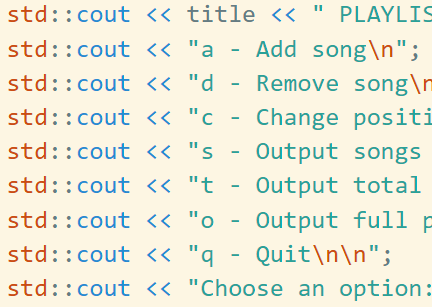 std::cout << title << " PLAYLIS
std::cout << "a - Add song\n";
std::cout << "d - Remove song\n
std::cout << "c - Change positi
std::cout << "s - Output songs
std::cout << "t - Output total
std::cout << "o - Output full p
std::cout << "q - Quit\n\n";
std::cout << "Choose an option: